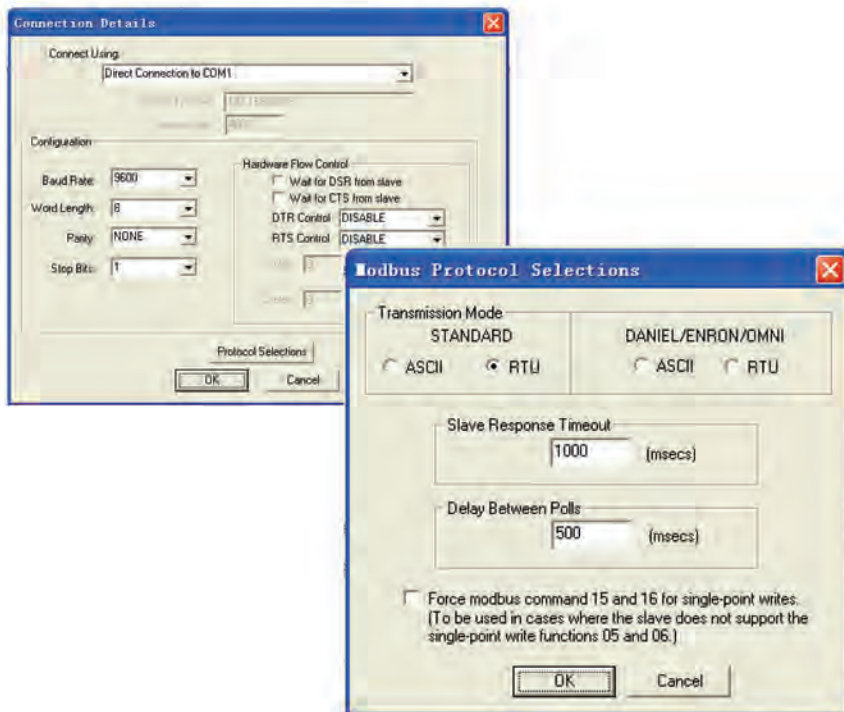 Connection Details
Connect Using:
Direct Connection to COM1
Configuration
Baud Rate: 9600
Word Length: 8
Parity: NONE
Stop Bits: 1
Hardware Flow Control
Wait for DSR from slave
Wait for CTS from slave
DTR Control DISABLE
RTS Control DISABLE
Protocol Selections
OK Cancel
Modbus Protocol Selections
Transmission Mode
STANDARD DANIEL/ENRON/OMNI
ASCII RTU ASCII RTU
Slave Response Timeout
1000 (msecs)
Delay Between Polls
500 (msecs)
Force modbus command 15 and 16 for single-point writes.
(To be used in cases where the slave does not support the
single-point write functions 05 and 06.)
OK Cancel